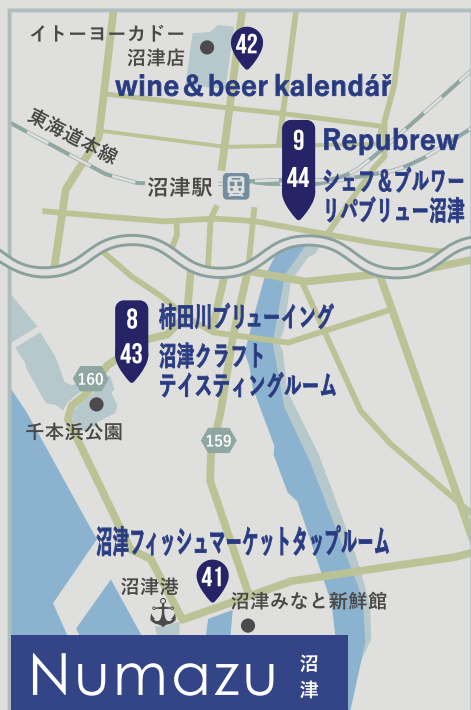 イトーヨーカドー
沼津店
42
wine & beer kalendář
東海道本線
9
Repubrew
沼津駅
44
シェフ&ブルワー
リパブリュー沼津
8
柿田川ブリューイング
43
沼津クラフト
テイスティングルーム
160
千本浜公園
159
沼津フィッシュマーケットタップルーム
沼津港
41
沼津みなと新鮮館
Numazu
沼津